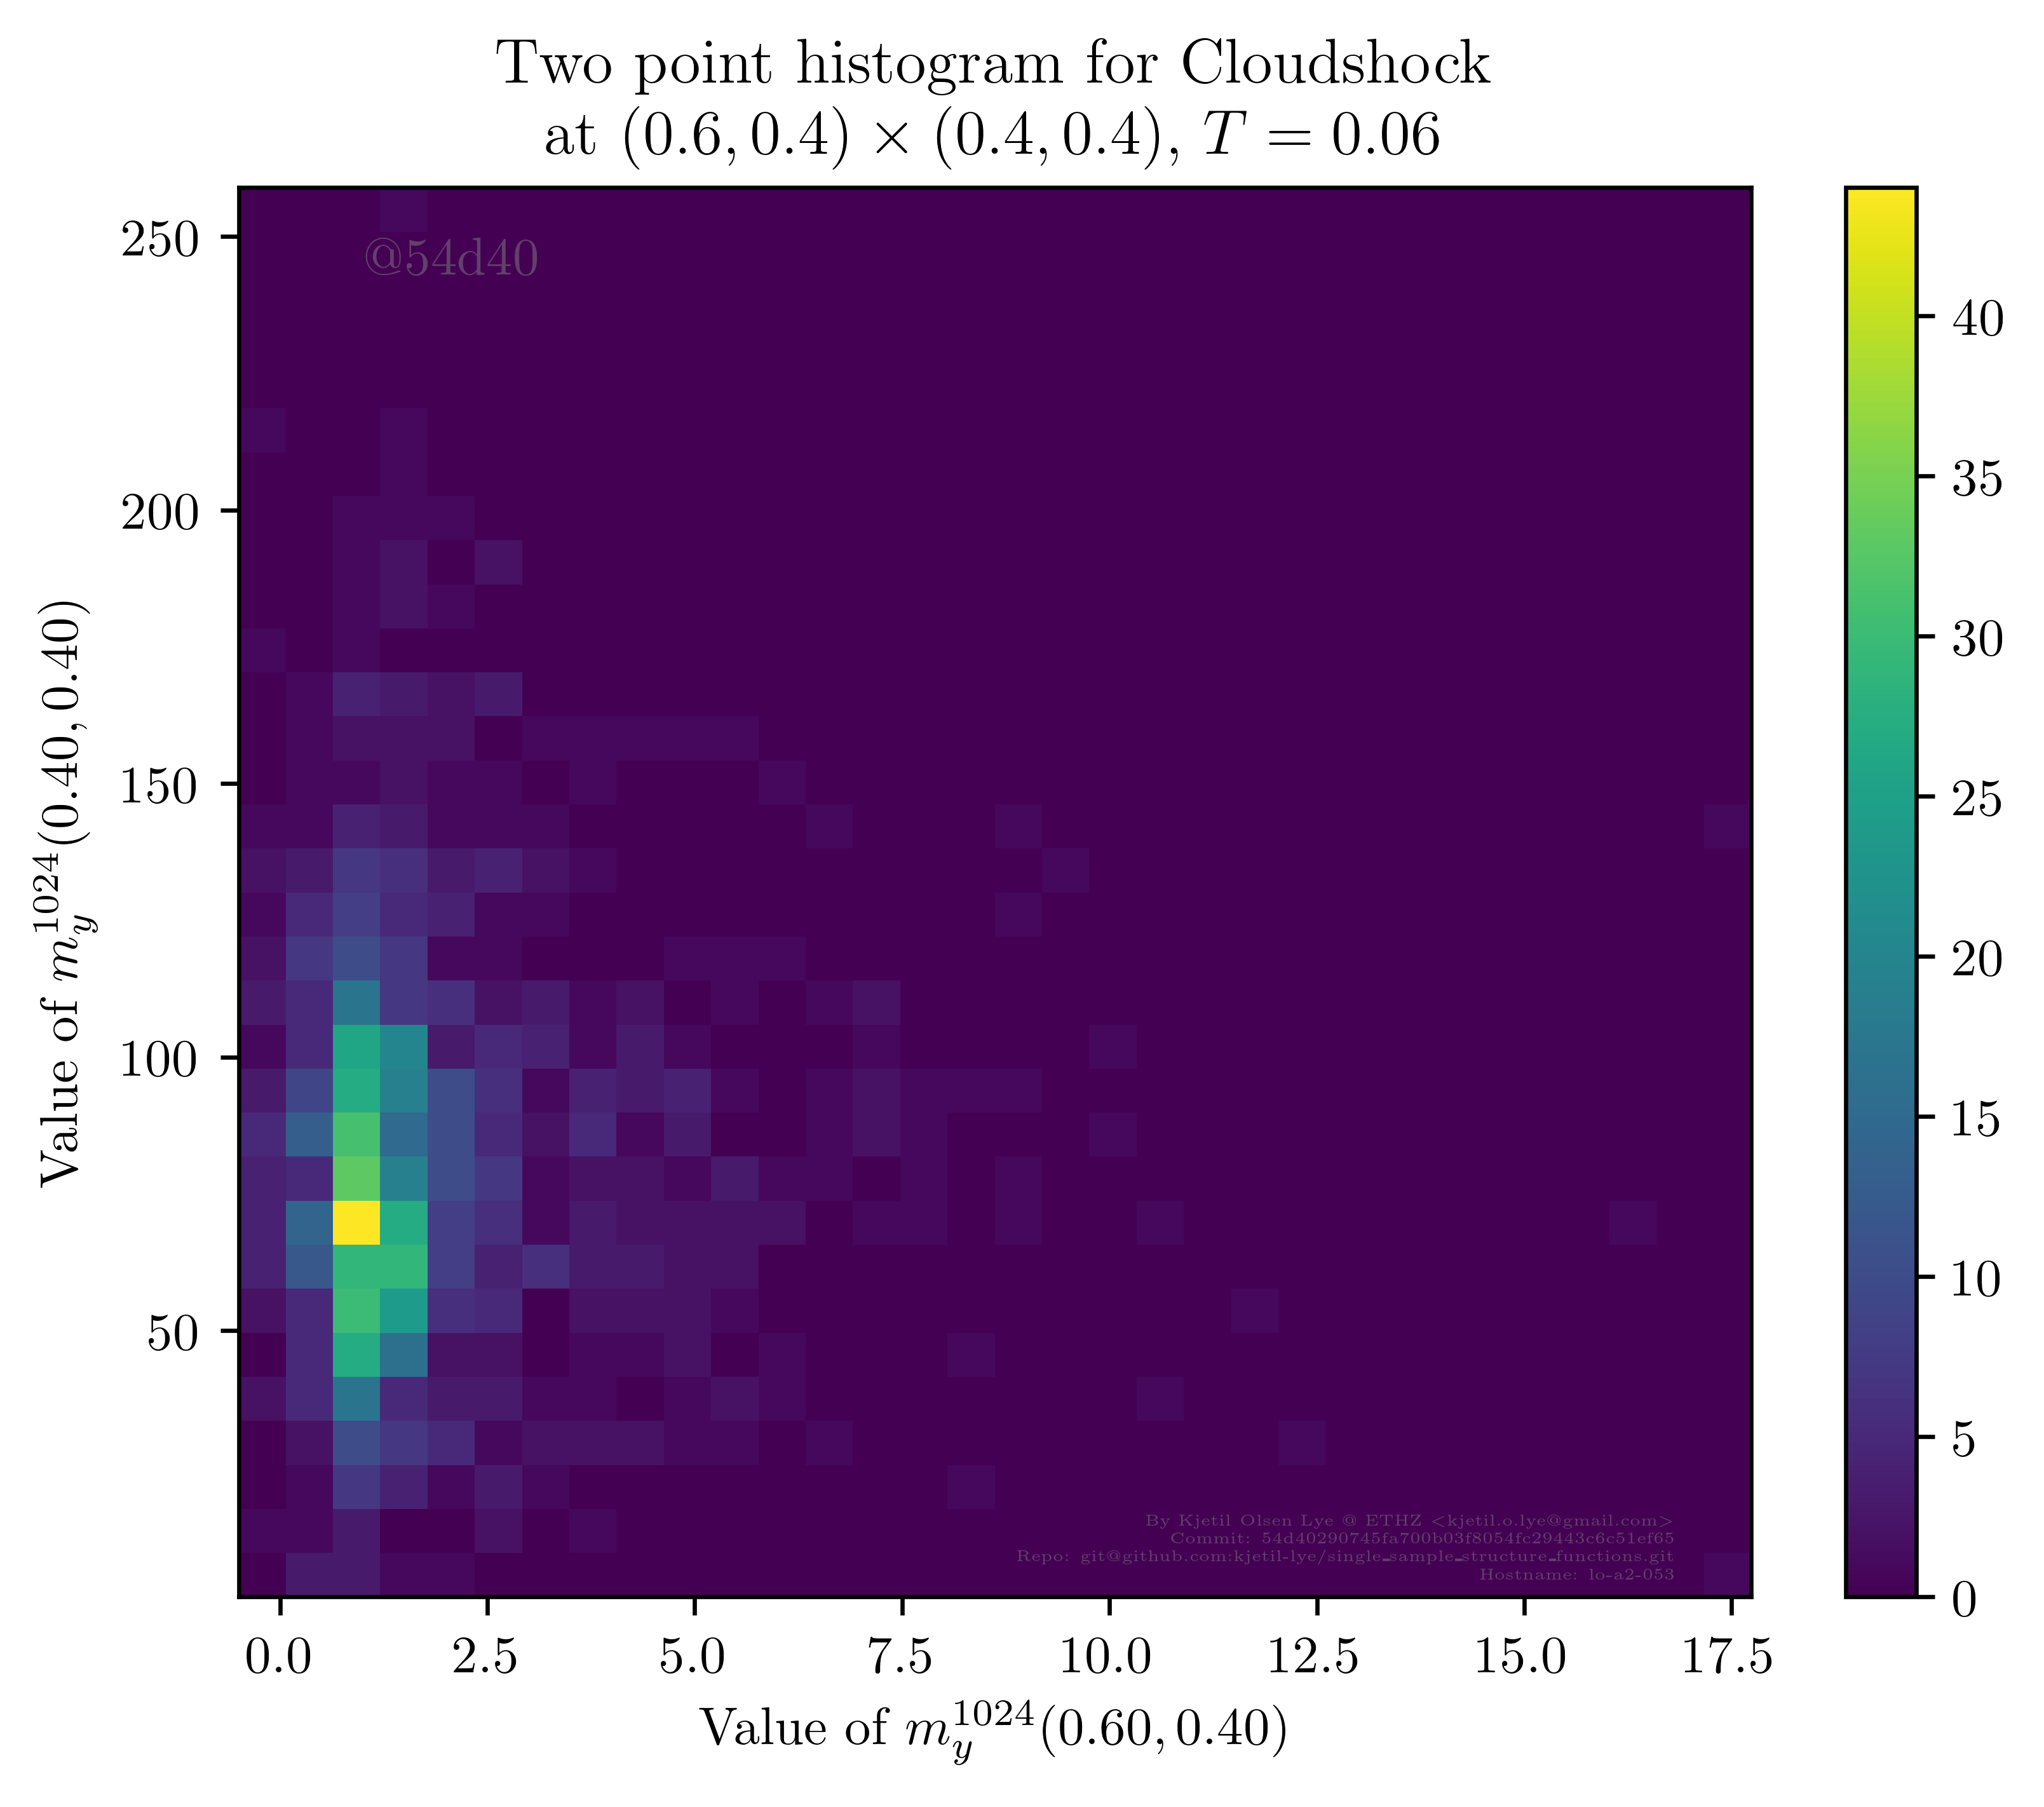 Two point histogram for Cloudshock
at (0.6, 0.4) × (0.4, 0.4), T = 0.06
@54d40
250
200
150
100
50
Value of m_y^1024(0.40, 0.40)
0.0 2.5 5.0 7.5 10.0 12.5 15.0 17.5
Value of m_y^1024(0.60, 0.40)
40
35
30
25
20
15
10
5
0
By Kjetil Olsen Lye @ ETHZ <kjetil.o.lye@gmail.com>
Commit: 54d40290745fa700b03f8054fc29443c6c51ef65
Repo: git@github.com:kjetil-lye/single_sample_structure_functions.git
Hostname: lo-a2-053